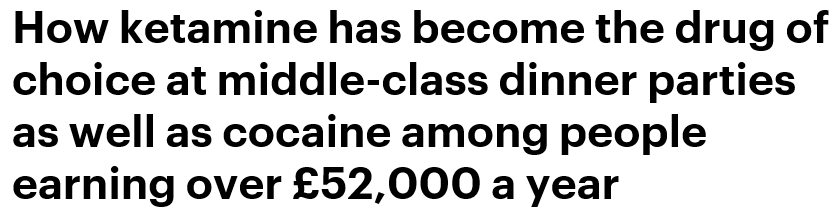 How ketamine has become the drug of
choice at middle-class dinner parties
as well as cocaine among people
earning over £52,000 a year